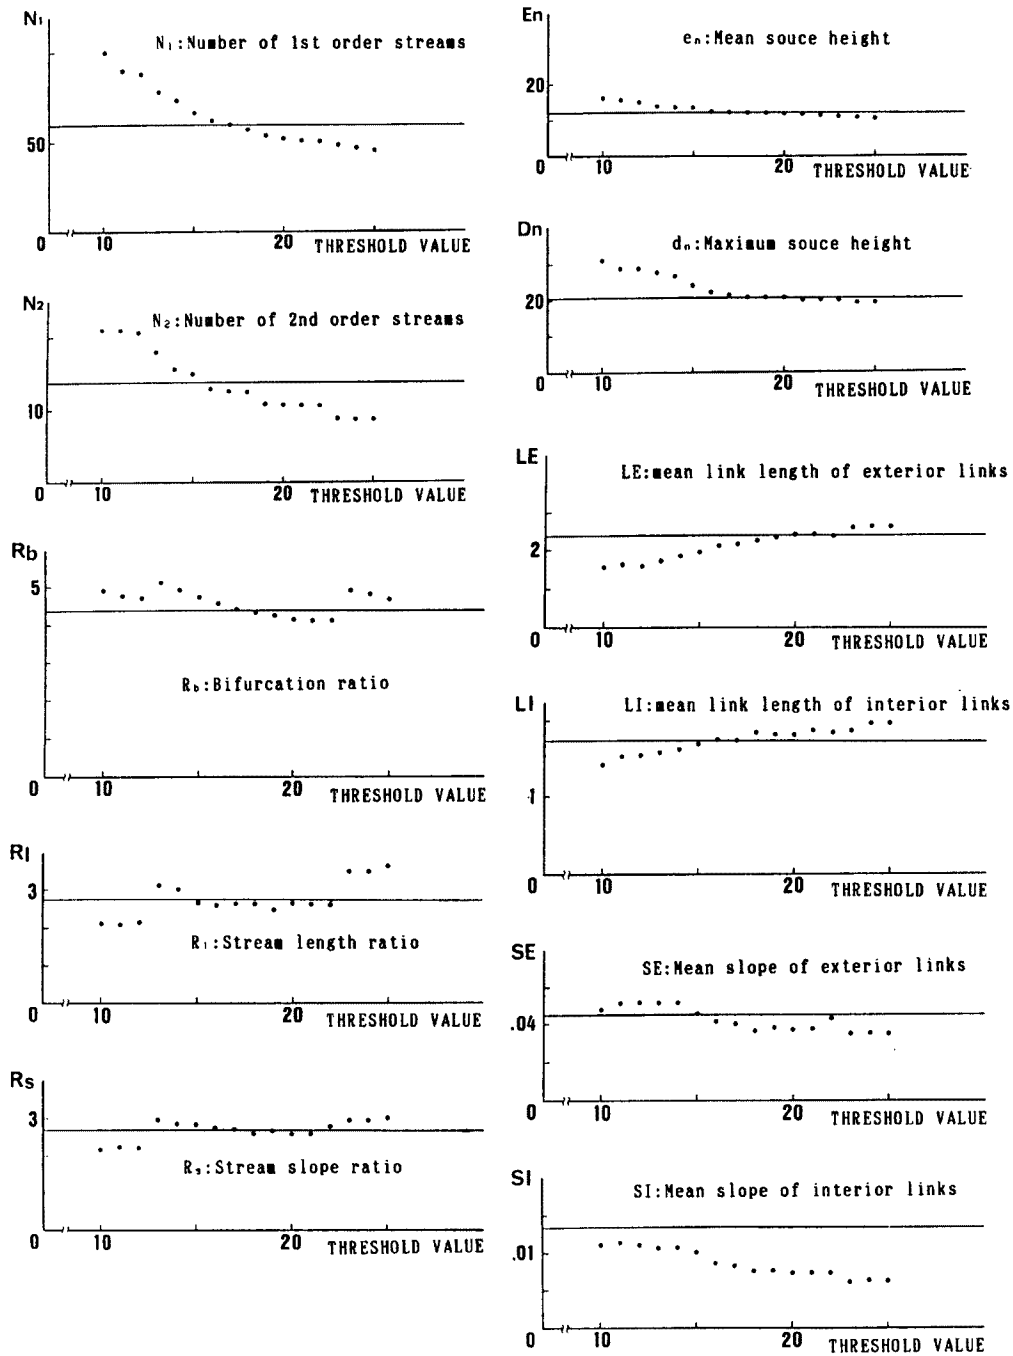 N₁
N₁:Number of 1st order streams
50
0
10
20
THRESHOLD VALUE
N₂
N₂:Number of 2nd order streams
10
0
10
20
THRESHOLD VALUE
Rb
5
R♭:Bifurcation ratio
0
10
20
THRESHOLD VALUE
Rl
3
R₁:Stream length ratio
0
10
20
THRESHOLD VALUE
Rs
3
Rₛ:Stream slope ratio
0
10
20
THRESHOLD VALUE
En
eₙ:Mean souce height
20
0
10
20
THRESHOLD VALUE
Dn
dₙ:Maximum souce height
20
0
10
20
THRESHOLD VALUE
LE
LE:mean link length of exterior links
2
0
10
20
THRESHOLD VALUE
LI
LI:mean link length of interior links
1
0
10
20
THRESHOLD VALUE
SE
SE:Mean slope of exterior links
.04
0
10
20
THRESHOLD VALUE
SI
SI:Mean slope of interior links
.01
0
10
20
THRESHOLD VALUE